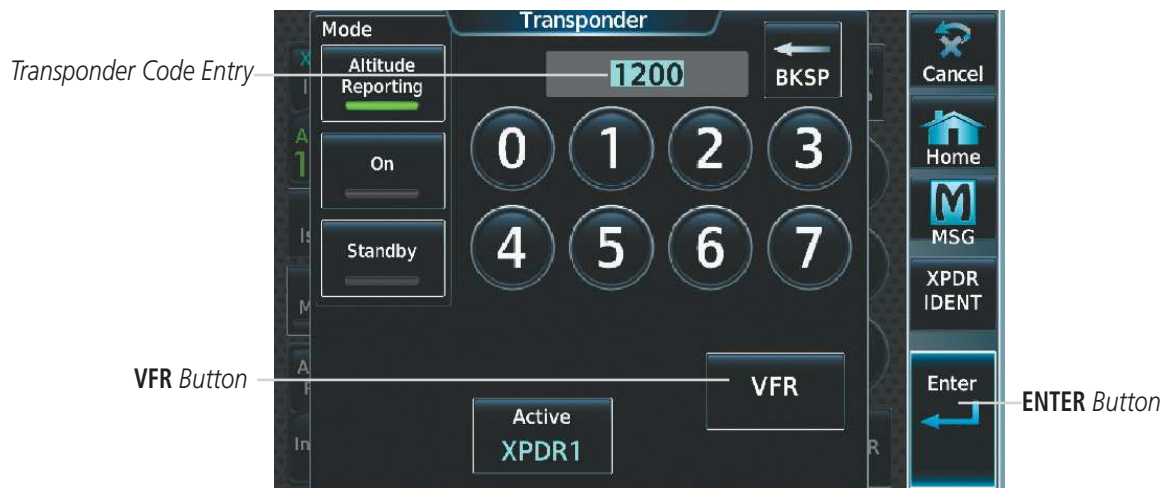 Transponder
Mode
Altitude
Reporting
On
Standby
Transponder Code Entry
1200
BKSP
0 1 2 3
4 5 6 7
VFR Button
VFR
Active
XPDR1
Cancel
Home
MSG
XPDR
IDENT
Enter
ENTER Button